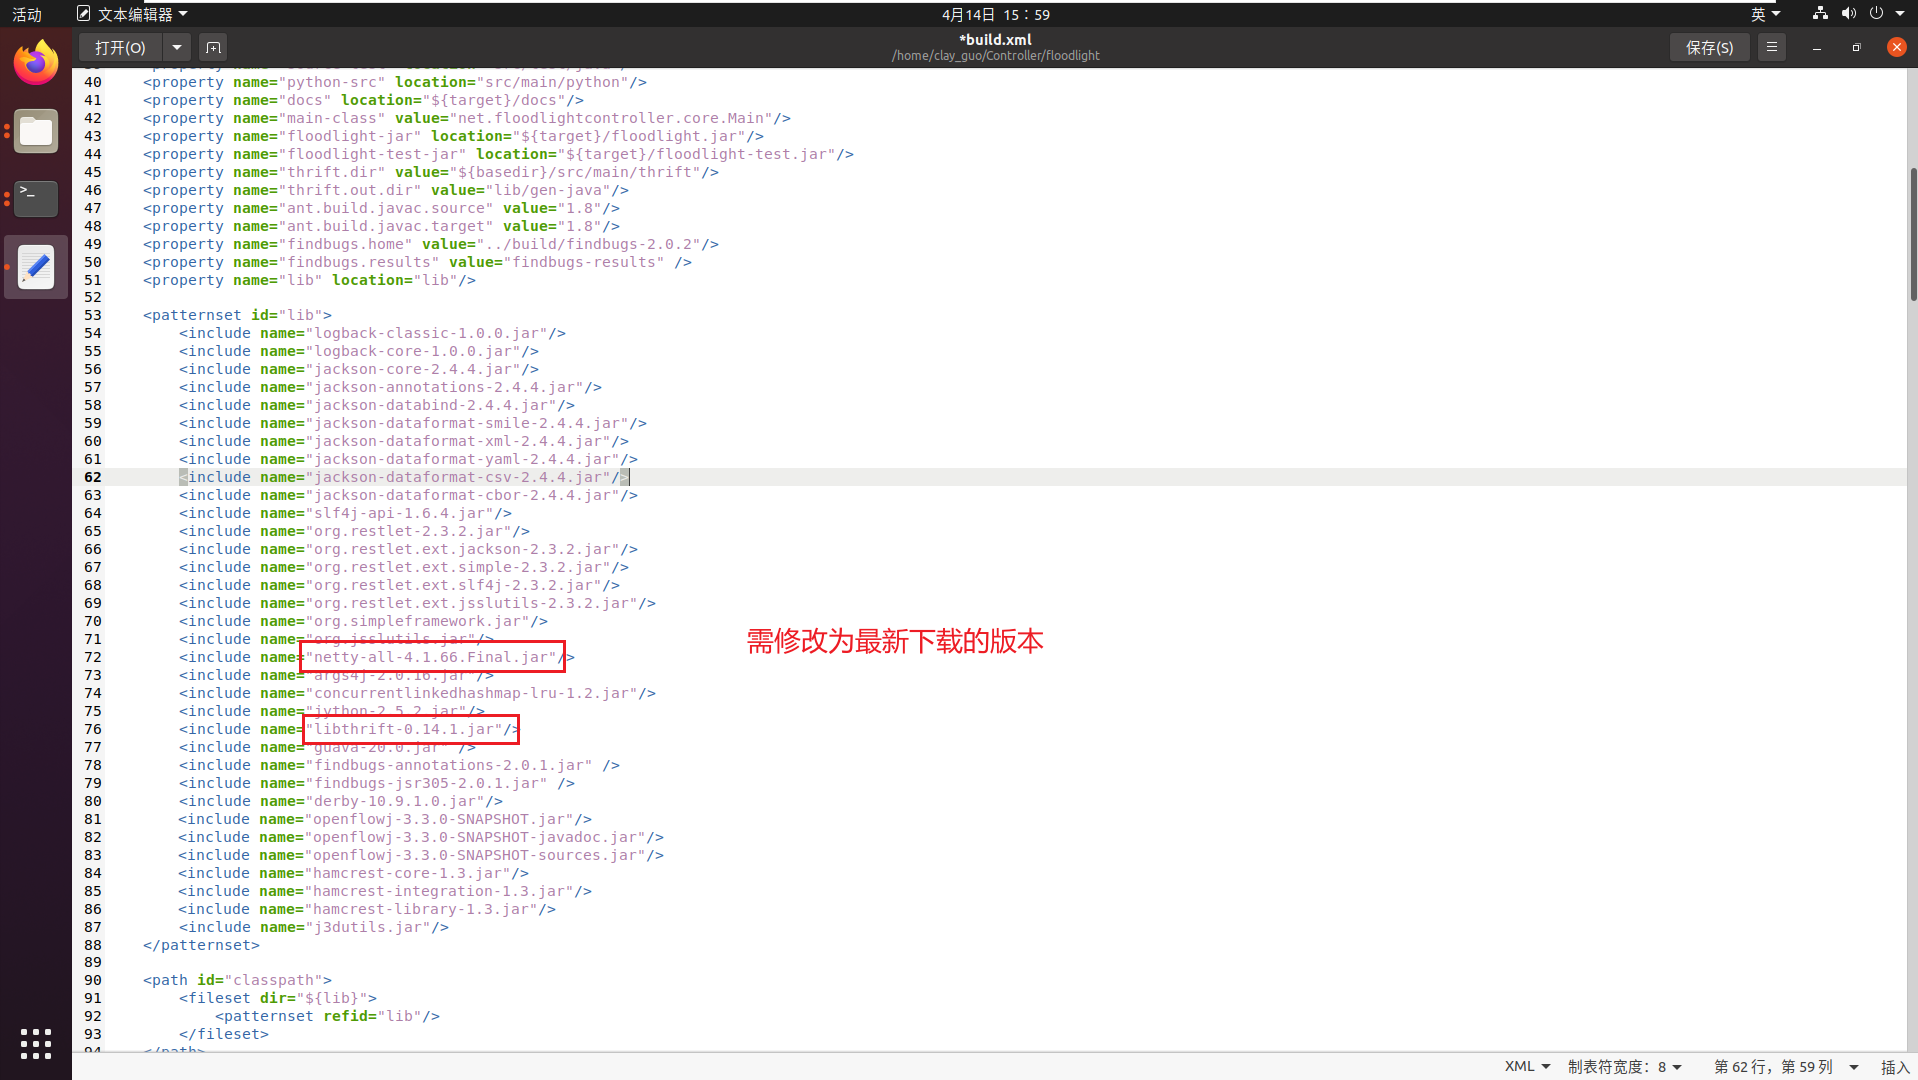 活动 文本编辑器 4月14日 15：59 英
打开(O) *build.xml 保存(S)
/home/clay_guo/Controller/floodlight
40 <property name="python-src" location="src/main/python"/>
41 <property name="docs" location="${target}/docs"/>
42 <property name="main-class" value="net.floodlightcontroller.core.Main"/>
43 <property name="floodlight-jar" location="${target}/floodlight.jar"/>
44 <property name="floodlight-test-jar" location="${target}/floodlight-test.jar"/>
45 <property name="thrift.dir" value="${basedir}/src/main/thrift"/>
46 <property name="thrift.out.dir" value="lib/gen-java"/>
47 <property name="ant.build.javac.source" value="1.8"/>
48 <property name="ant.build.javac.target" value="1.8"/>
49 <property name="findbugs.home" value="../build/findbugs-2.0.2"/>
50 <property name="findbugs.results" value="findbugs-results" />
51 <property name="lib" location="lib"/>
52
53 <patternset id="lib">
54 <include name="logback-classic-1.0.0.jar"/>
55 <include name="logback-core-1.0.0.jar"/>
56 <include name="jackson-core-2.4.4.jar"/>
57 <include name="jackson-annotations-2.4.4.jar"/>
58 <include name="jackson-databind-2.4.4.jar"/>
59 <include name="jackson-dataformat-smile-2.4.4.jar"/>
60 <include name="jackson-dataformat-xml-2.4.4.jar"/>
61 <include name="jackson-dataformat-yaml-2.4.4.jar"/>
62 <include name="jackson-dataformat-csv-2.4.4.jar"/>
63 <include name="jackson-dataformat-cbor-2.4.4.jar"/>
64 <include name="slf4j-api-1.6.4.jar"/>
65 <include name="org.restlet-2.3.2.jar"/>
66 <include name="org.restlet.ext.jackson-2.3.2.jar"/>
67 <include name="org.restlet.ext.simple-2.3.2.jar"/>
68 <include name="org.restlet.ext.slf4j-2.3.2.jar"/>
69 <include name="org.restlet.ext.jsslutils-2.3.2.jar"/>
70 <include name="org.simpleframework.jar"/>
71 <include name="org.jsslutils.jar"/>
需修改为最新下载的版本
72 <include name="netty-all-4.1.66.Final.jar"/>
73 <include name="args4j-2.0.16.jar"/>
74 <include name="concurrentlinkedhashmap-lru-1.2.jar"/>
75 <include name="jython-2.5.2.jar"/>
76 <include name="libthrift-0.14.1.jar"/>
77 <include name="guava-20.0.jar" />
78 <include name="findbugs-annotations-2.0.1.jar" />
79 <include name="findbugs-jsr305-2.0.1.jar" />
80 <include name="derby-10.9.1.0.jar"/>
81 <include name="openflowj-3.3.0-SNAPSHOT.jar"/>
82 <include name="openflowj-3.3.0-SNAPSHOT-javadoc.jar"/>
83 <include name="openflowj-3.3.0-SNAPSHOT-sources.jar"/>
84 <include name="hamcrest-core-1.3.jar"/>
85 <include name="hamcrest-integration-1.3.jar"/>
86 <include name="hamcrest-library-1.3.jar"/>
87 <include name="j3dutils.jar"/>
88 </patternset>
89
90 <path id="classpath">
91 <fileset dir="${lib}">
92 <patternset refid="lib"/>
93 </fileset>
94 </path>
XML 制表符宽度：8 第 62 行，第 59 列 插入